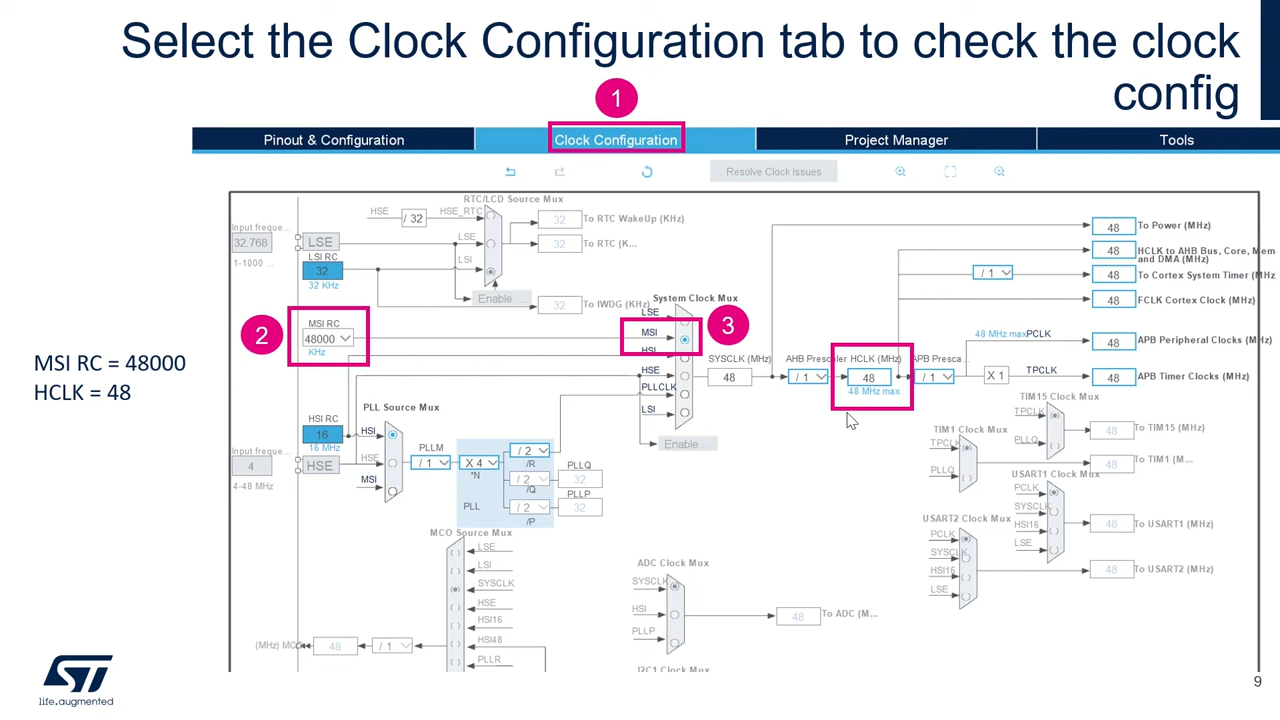 Select the Clock Configuration tab to check the clock
config
1
Pinout & Configuration
Clock Configuration
Project Manager
Tools
Resolve Clock Issues
RTC/LCD Source Mux
HSE
/ 32
HSE_RTC
32
To RTC WakeUp (KHz)
Input freque...
32.768
1-1000 ...
LSE
LSE
32
To RTC (K...
LSI RC
32
32 KHz
LSI
Enable ...
32
To IWDG (KHz)
2
MSI RC
48000
KHz
System Clock Mux
LSE
MSI
HSI
HSE
PLLCLK
LSI
Enable ...
3
SYSCLK (MHz)
48
AHB Prescaler
/ 1
HCLK (MHz)
48
48 MHz max
APB Presca...
/ 1
48
To Power (MHz)
48
HCLK to AHB Bus, Core, Mem
and DMA (MHz)
/ 1
48
To Cortex System Timer (MHz
48
FCLK Cortex Clock (MHz)
48 MHz max
PCLK
48
APB Peripheral Clocks (MHz)
X 1
TPCLK
48
APB Timer Clocks (MHz)
MSI RC = 48000
HCLK = 48
HSI RC
16
16 MHz
Input freque...
4
4-48 MHz
HSE
PLL Source Mux
HSI
HSE
MSI
PLLM
/ 1
X 4
*N
PLL
/ 2
/R
/ 2
/Q
/ 2
/P
PLLQ
32
PLLP
32
TIM15 Clock Mux
TPCLK
PLLQ
48
To TIM15 (MHz)
TIM1 Clock Mux
TPCLK
PLLQ
48
To TIM1 (M...
USART1 Clock Mux
PCLK
SYSCLK
HSI16
LSE
48
To USART1 (MHz)
USART2 Clock Mux
PCLK
SYSCLK
HSI16
LSE
48
To USART2 (MHz)
MCO Source Mux
LSE
LSI
SYSCLK
HSE
HSI16
HSI48
PLLR
(MHz) MCO
48
/ 1
ADC Clock Mux
SYSCLK
HSI
PLLP
48
To ADC (M...
I2C1 Clock Mux
ST
life.augmented
9